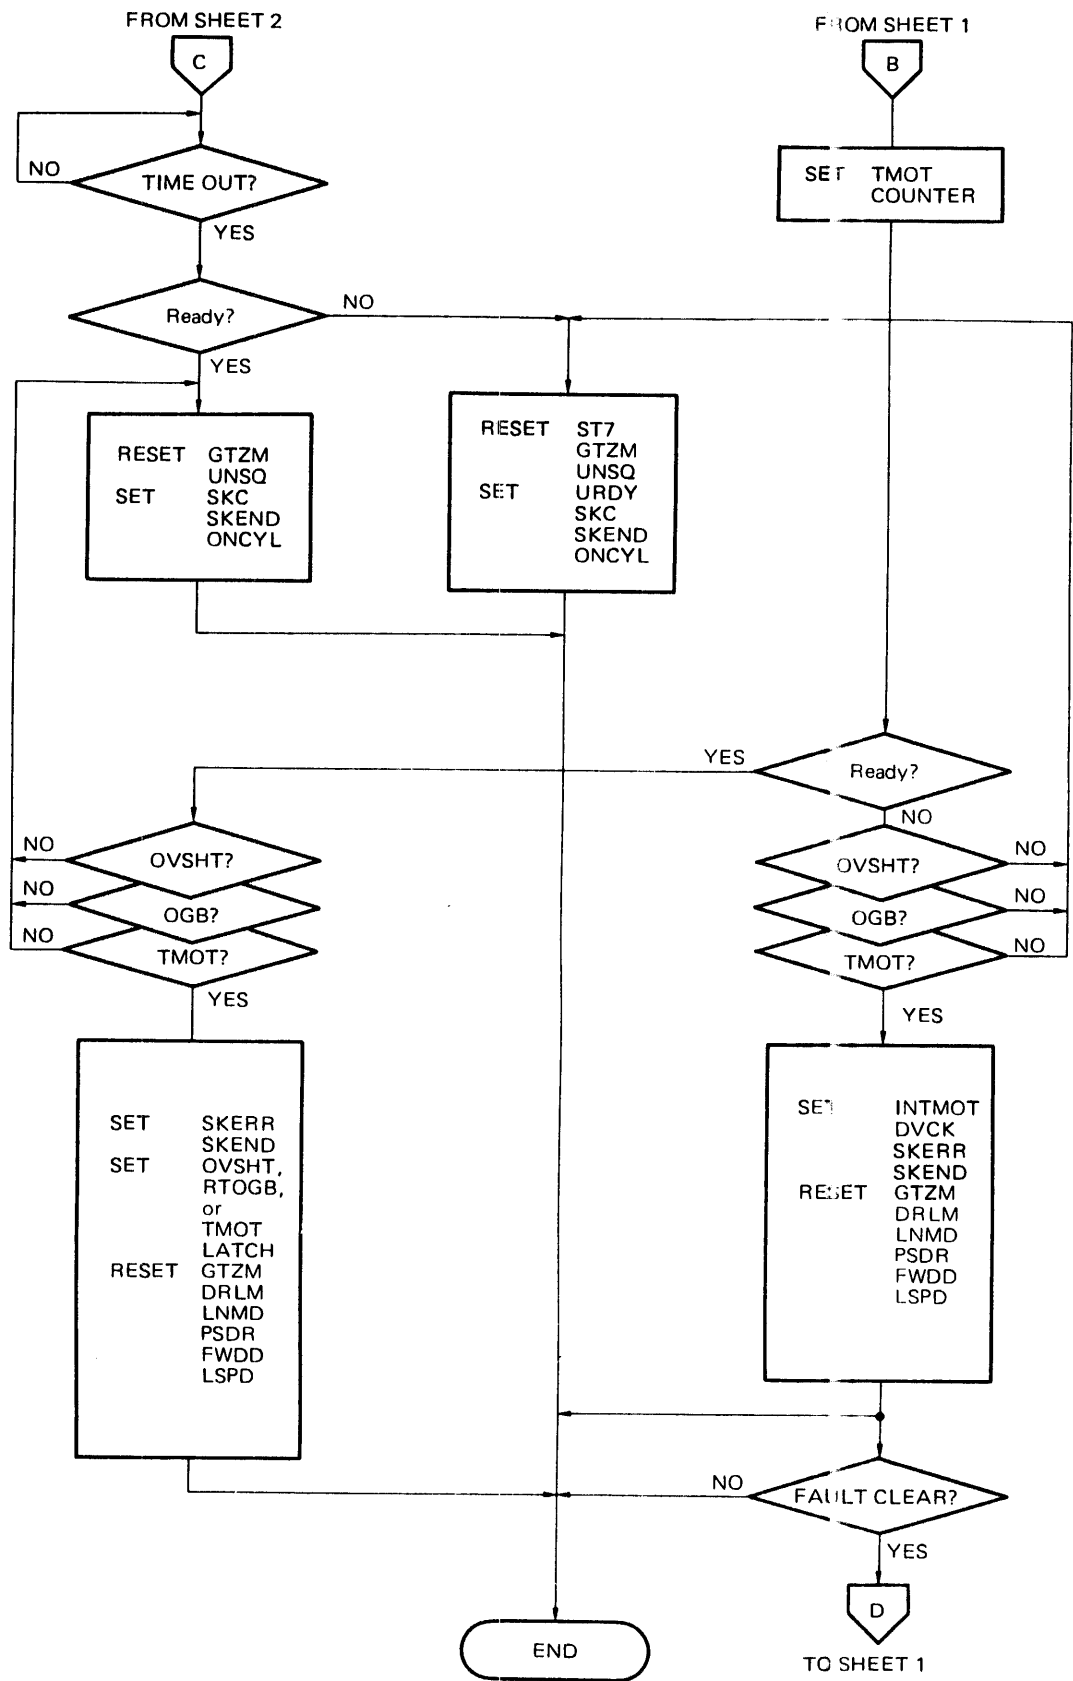 FROM SHEET 2
C
NO
TIME OUT?
YES
Ready?
NO
YES
RESET GTZM
UNSQ
SET SKC
SKEND
ONCYL
RESET ST7
GTZM
UNSQ
SET URDY
SKC
SKEND
ONCYL
FROM SHEET 1
B
SET TMOT
COUNTER
YES
Ready?
NO
NO
OVSHT?
NO
OGB?
NO
TMOT?
YES
OVSHT?
NO
OGB?
NO
TMOT?
NO
YES
SET SKERR
SKEND
SET OVSHT,
RTOGB,
or
TMOT
LATCH
RESET GTZM
DRLM
LNMD
PSDR
FWDD
LSPD
SET INTMOT
DVCK
SKERR
SKEND
RESET GTZM
DRLM
LNMD
PSDR
FWDD
LSPD
NO
FAULT CLEAR?
YES
D
TO SHEET 1
END